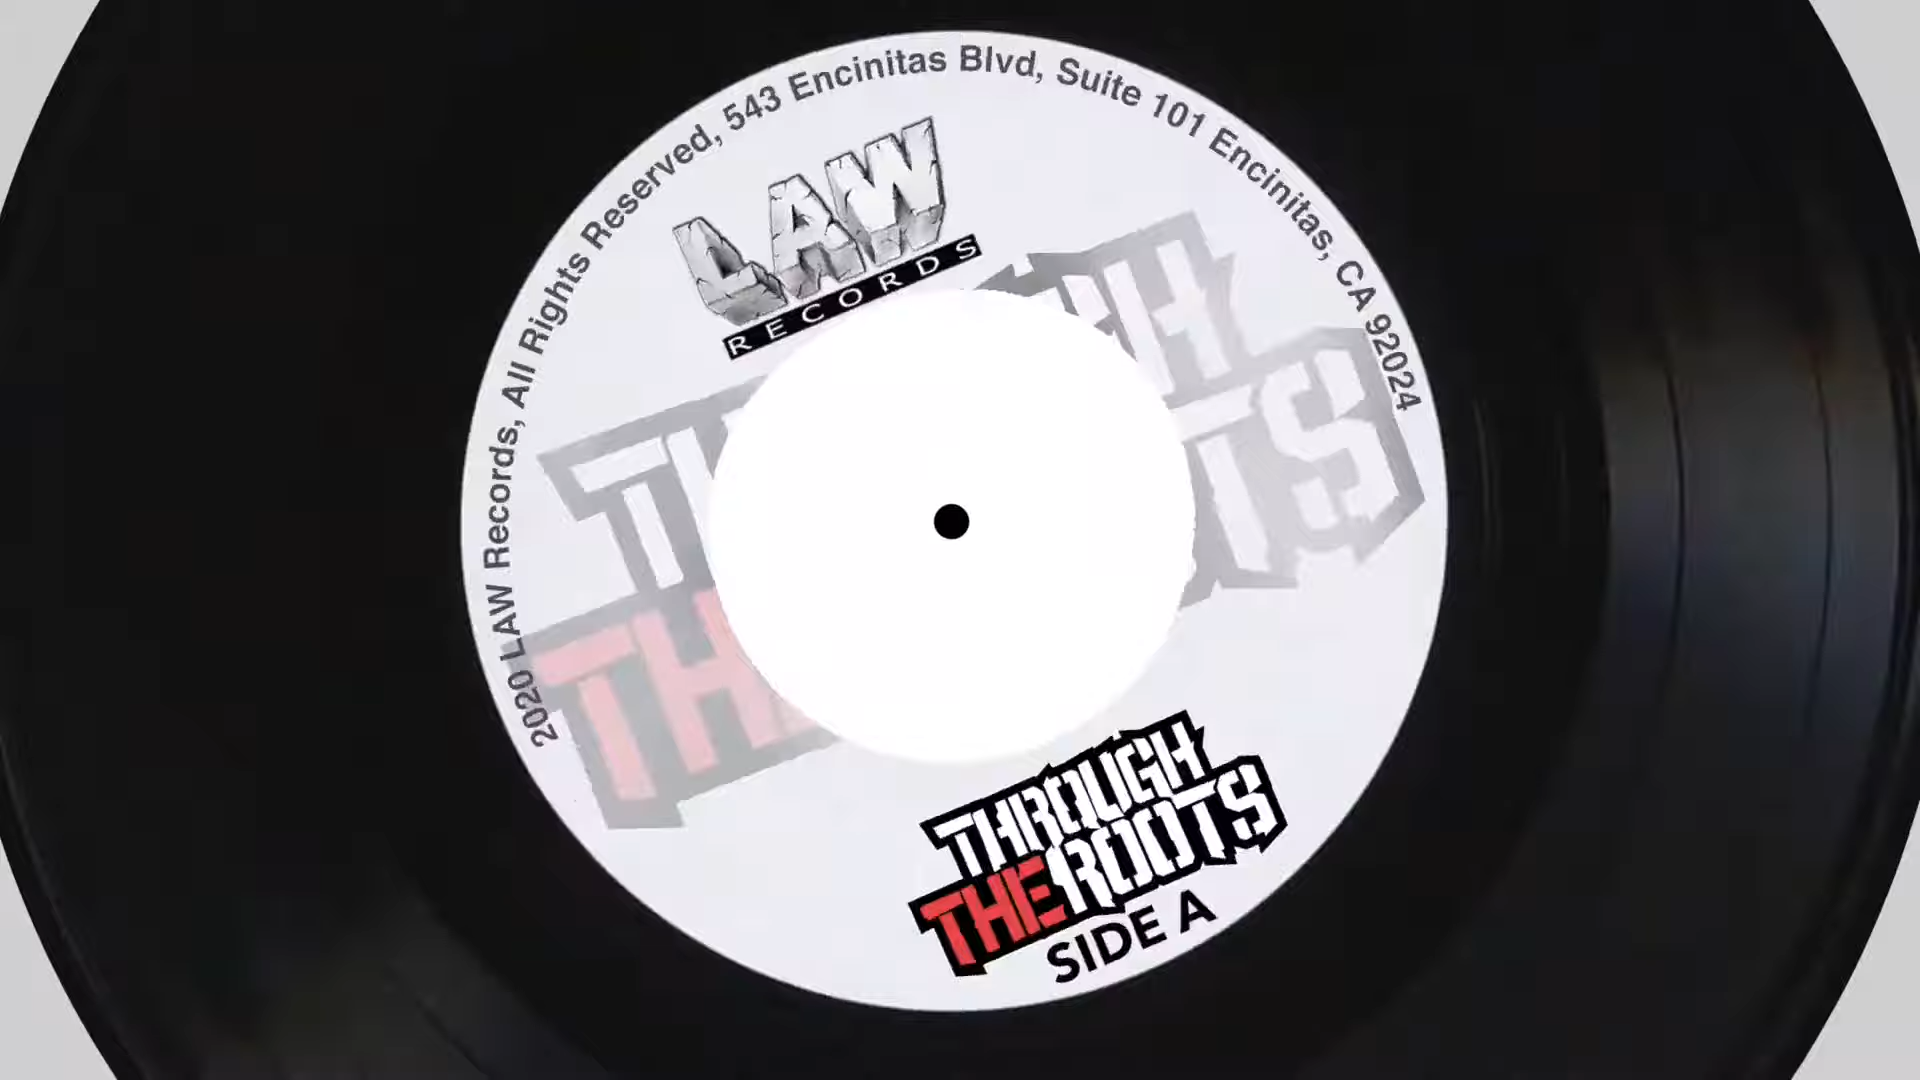 2020 LAW Records, All Rights Reserved, 543 Encinitas Blvd, Suite 101 Encinitas, CA 92024
LAW
RECORDS
THROUGH
THE ROOTS
SIDE A